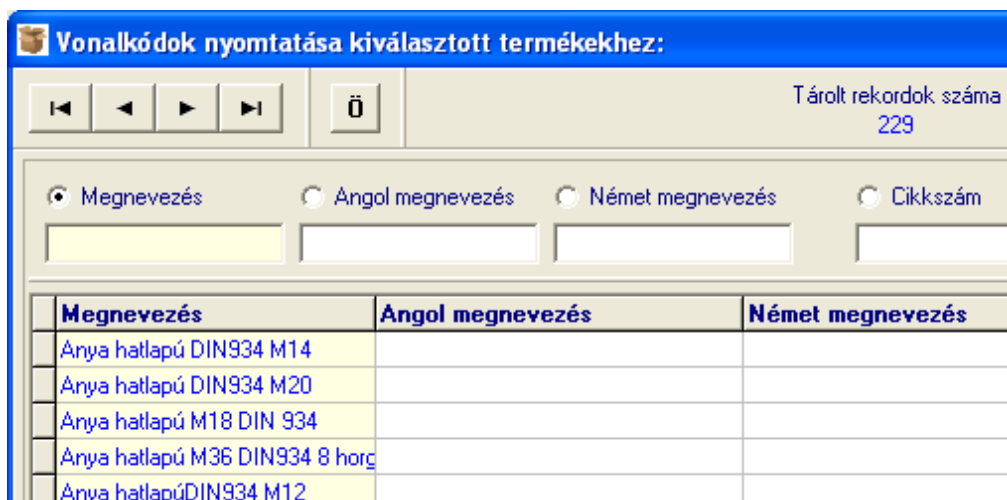 Vonalkódok nyomtatása kiválasztott termékekhez:
Ö
Tárolt rekordok száma
229
Megnevezés Angol megnevezés Német megnevezés Cikkszám
Megnevezés Angol megnevezés Német megnevezés
Anya hatlapú DIN934 M14
Anya hatlapú DIN934 M20
Anya hatlapú M18 DIN 934
Anya hatlapú M36 DIN934 8 horg
Anya hatlapúDIN934 M12